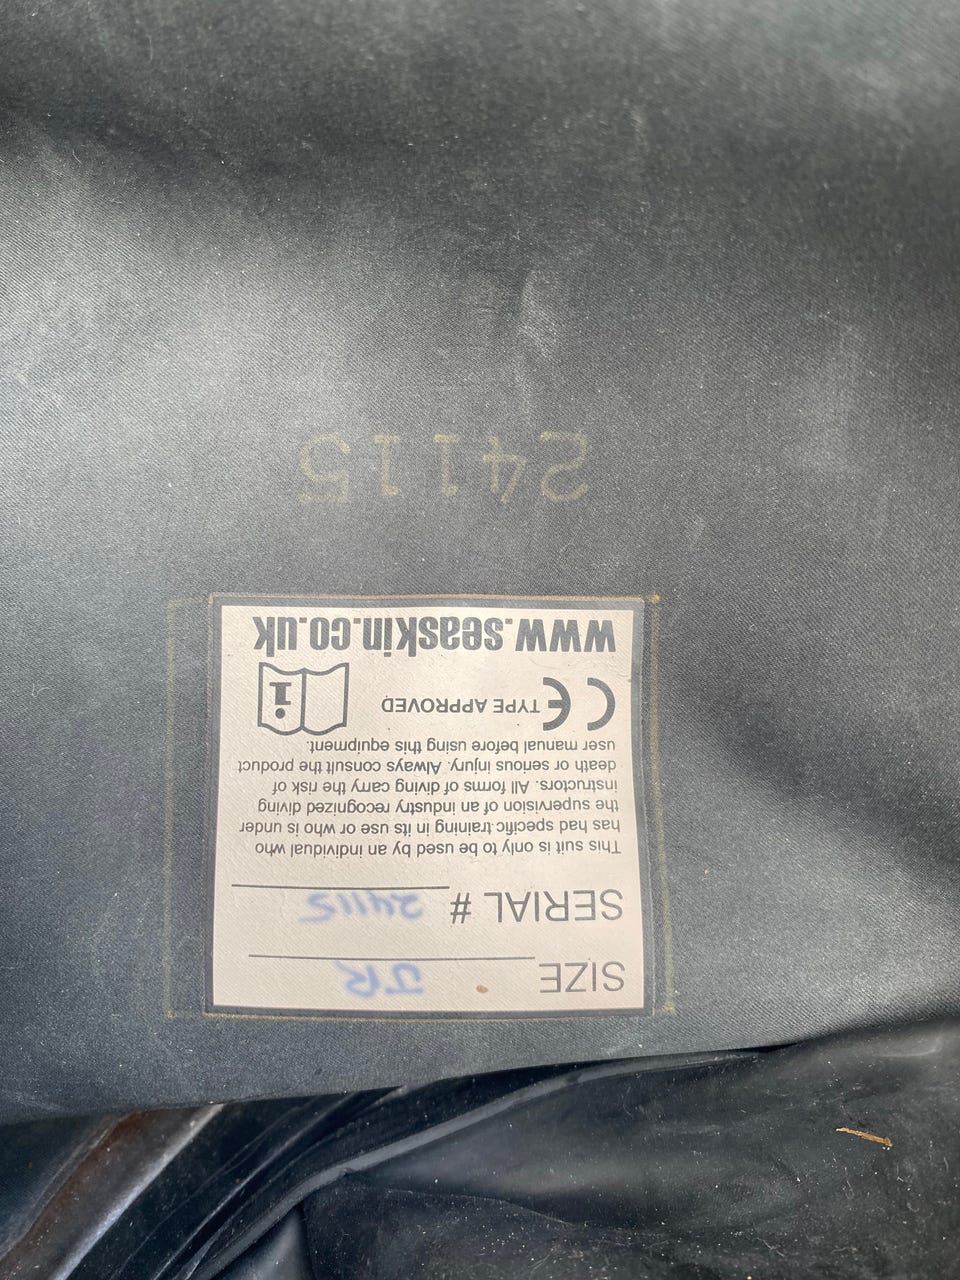 SIZE JR
SERIAL # 24115
This suit is only to be used by an individual who
has had specific training in its use or who is under
the supervision of an industry recognized diving
instructors. All forms of diving carry the risk of
death or serious injury. Always consult the product
user manual before using this equipment.
CE TYPE APPROVED i
www.seaskin.co.uk
24115